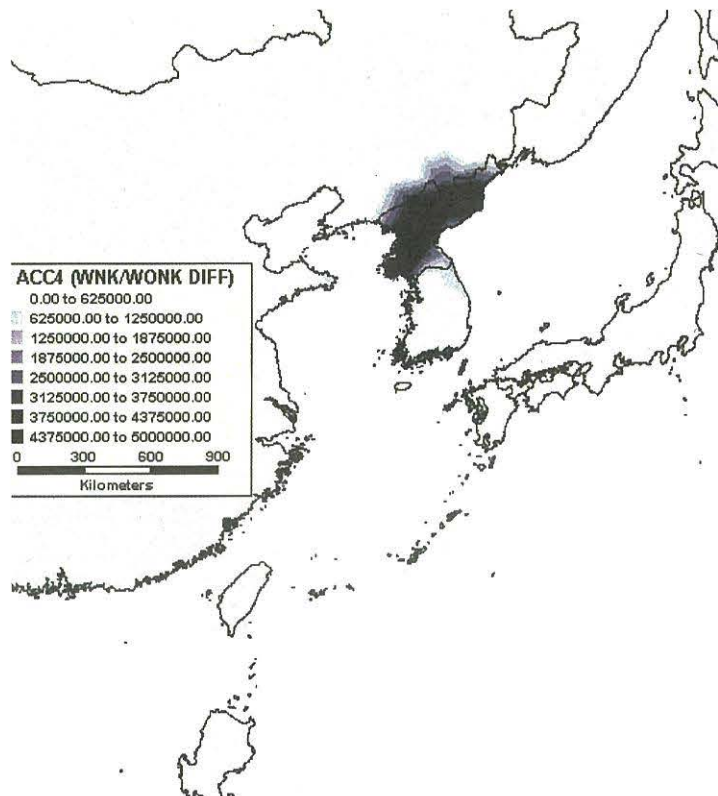 ACC4 (WNK/WONK DIFF)
0.00 to 625000.00
625000.00 to 1250000.00
1250000.00 to 1875000.00
1875000.00 to 2500000.00
2500000.00 to 3125000.00
3125000.00 to 3750000.00
3750000.00 to 4375000.00
4375000.00 to 5000000.00
0 300 600 900
Kilometers